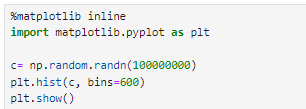 %matplotlib inline
import matplotlib.pyplot as plt
c= np.random.randn(100000000)
plt.hist(c, bins=600)
plt.show()